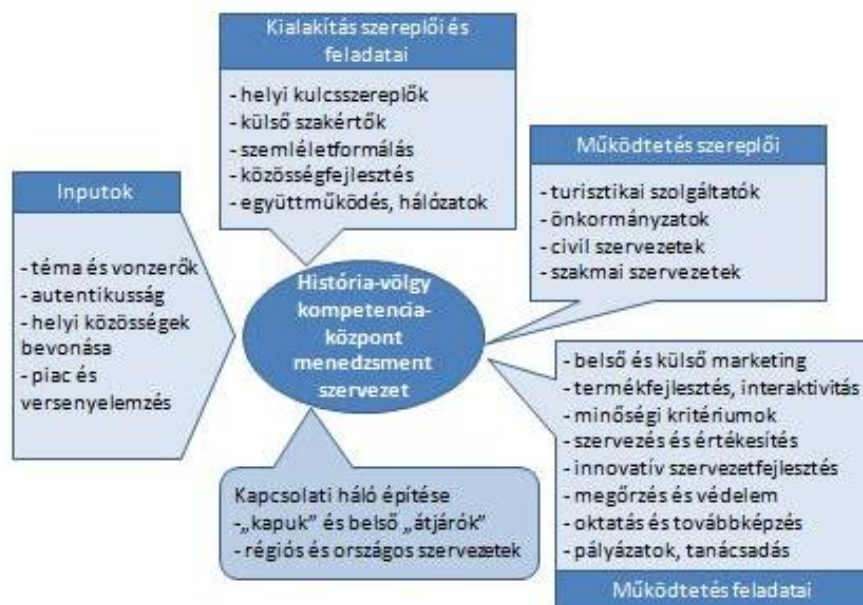 Kialakítás szereplői és
feladatai
- helyi kulcsszereplők
- külső szakértők
- szemléletformálás
- közösségfejlesztés
- együttműködés, hálózatok
Működtetés szereplői
- turisztikai szolgáltatók
- önkormányzatok
- civil szervezetek
- szakmai szervezetek
Inputok
- téma és vonzerők
- autentikusság
- helyi közösségek
bevonása
- piac és
versenyelemzés
História-völgy
kompetencia-
központ
menedzsment
szervezet
- belső és külső marketing
- termékfejlesztés, interaktivitás
- minőségi kritériumok
- szervezés és értékesítés
- innovatív szervezetfejlesztés
- megőrzés és védelem
- oktatás és továbbképzés
- pályázatok, tanácsadás
Működtetés feladatai
Kapcsolati háló építése
-„kapuk” és belső „átjárók”
- régiós és országos szervezetek